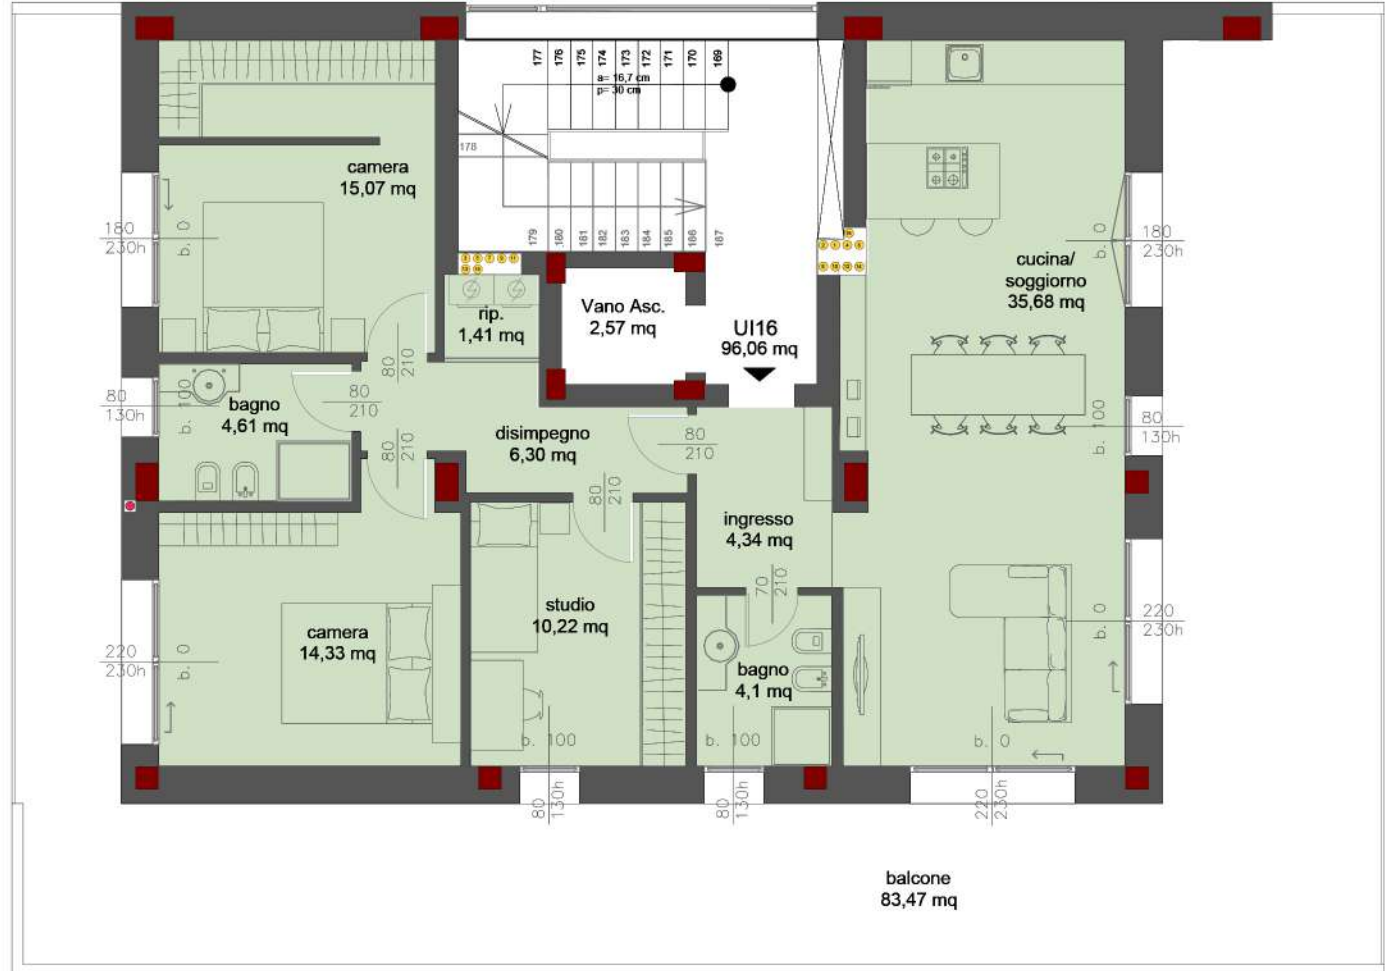 177
176
175
174
173
172
171
170
169
a= 16,7 cm
p= 30 cm
178
179
180
181
182
183
184
185
186
187
camera
15,07 mq
180
230h
b. 0
rip.
1,41 mq
Vano Asc.
2,57 mq
UI16
96,06 mq
cucina/
soggiorno
35,68 mq
180
230h
b. 0
80
210
80
130h
b. 100
bagno
4,61 mq
80
210
80
210
disimpegno
6,30 mq
80
210
80
210
80
130h
b. 100
ingresso
4,34 mq
70
210
studio
10,22 mq
camera
14,33 mq
220
230h
b. 0
bagno
4,1 mq
220
230h
b. 0
b. 100
b. 100
b. 0
80
130h
80
130h
220
230h
balcone
83,47 mq